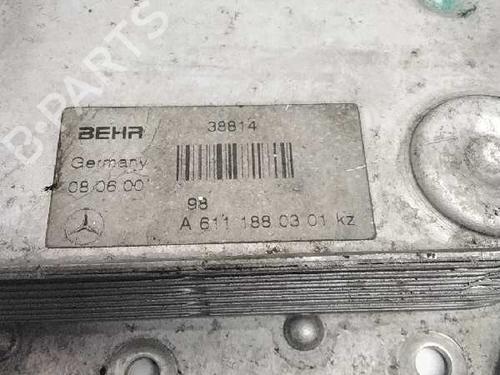 B-PARTS
BEHR 38814
Germany
08.06.00
98
A 611 188 03 01 kz